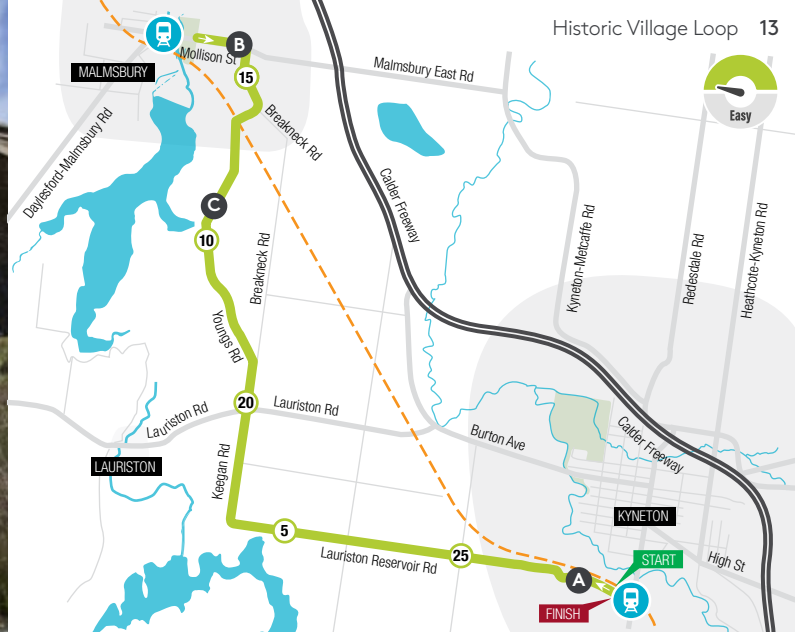 Historic Village Loop 13
Easy
MALMSBURY
Mollison St
B
15
Malmsbury East Rd
Breakneck Rd
Daylesford-Malmsbury Rd
Calder Freeway
C
10
Breakneck Rd
Kyneton-Metcalfe Rd
Redesdale Rd
Heathcote-Kyneton Rd
Youngs Rd
20
Lauriston Rd
Lauriston Rd
Burton Ave
Calder Freeway
LAURISTON
Keegan Rd
5
Lauriston Reservoir Rd
25
KYNETON
High St
START
A
FINISH